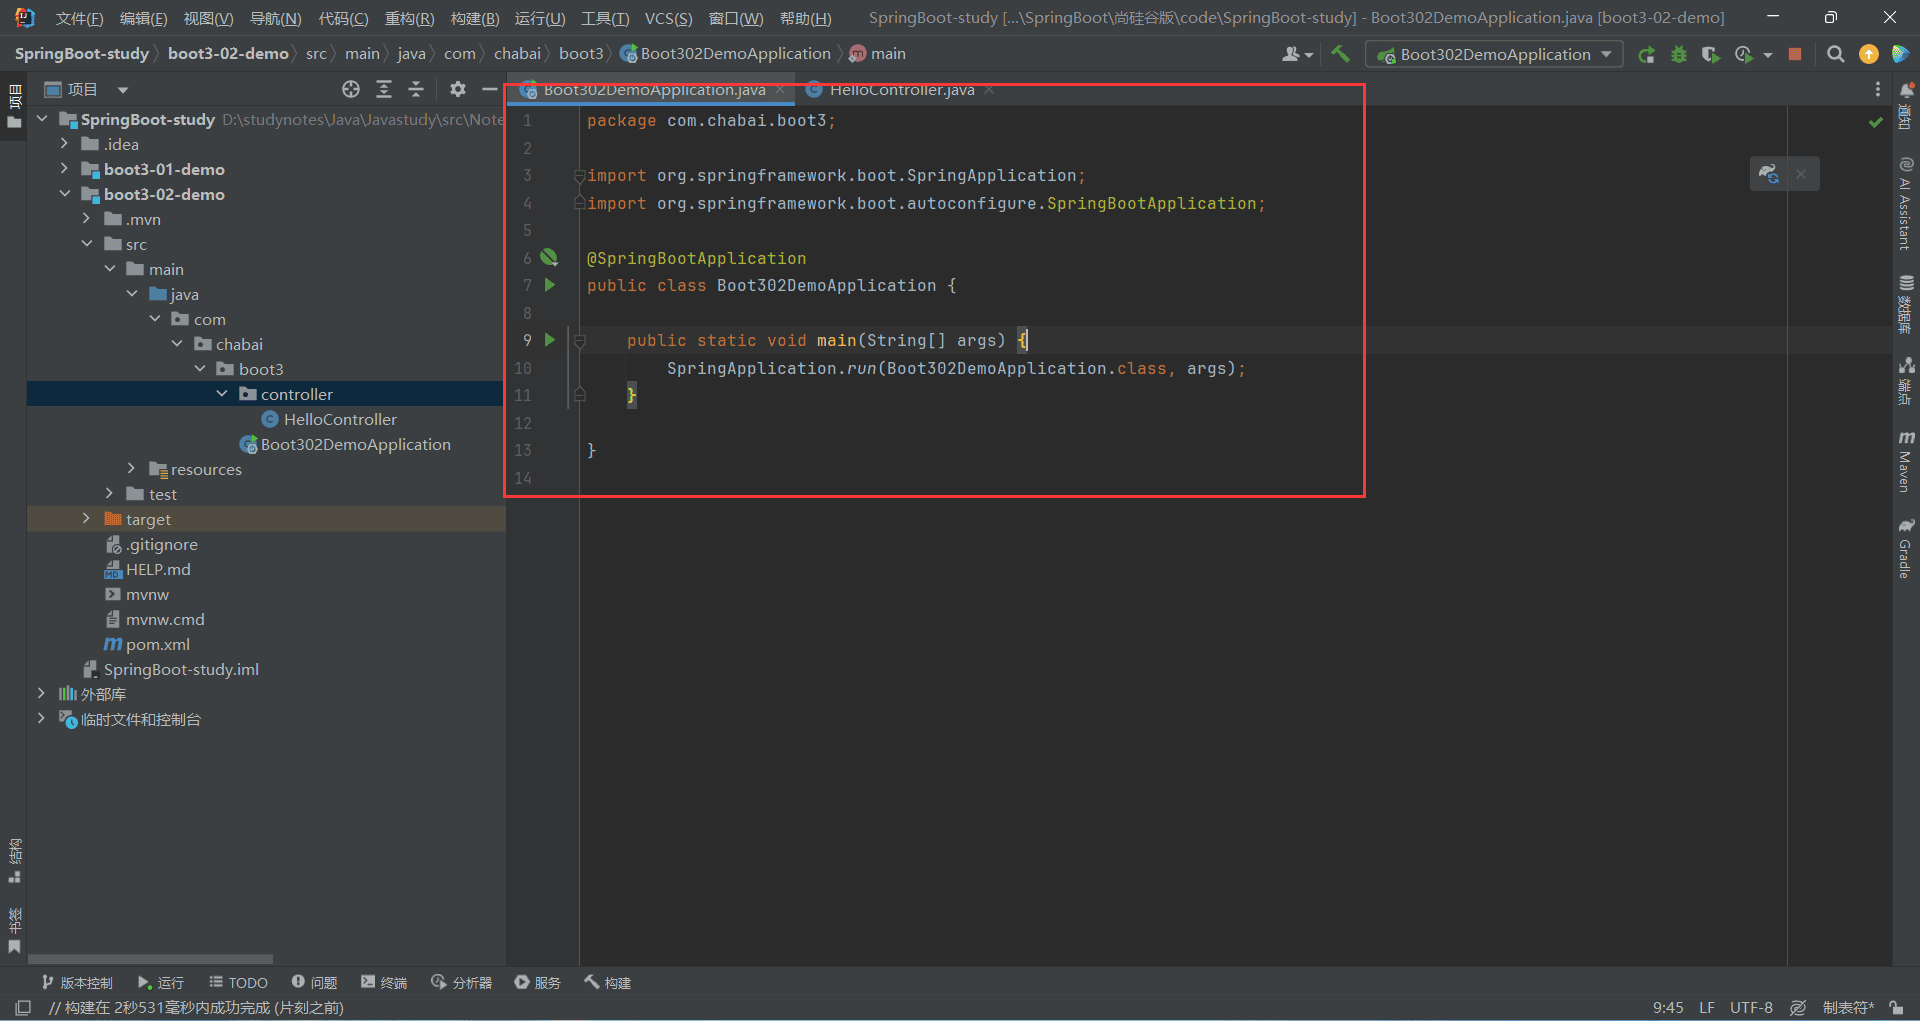 文件(F) 编辑(E) 视图(V) 导航(N) 代码(C) 重构(R) 构建(B) 运行(U) 工具(T) VCS(S) 窗口(W) 帮助(H) SpringBoot-study [...\SpringBoot\尚硅谷版\code\SpringBoot-study] - Boot302DemoApplication.java [boot3-02-demo]
SpringBoot-study boot3-02-demo src main java com chabai boot3 Boot302DemoApplication main Boot302DemoApplication
项目
项目
Boot302DemoApplication.java HelloController.java
SpringBoot-study D:\studynotes\Java\Javastudy\src\Note
.idea
boot3-01-demo
boot3-02-demo
.mvn
src
main
java
com
chabai
boot3
controller
HelloController
Boot302DemoApplication
resources
test
target
.gitignore
HELP.md
mvnw
mvnw.cmd
pom.xml
SpringBoot-study.iml
外部库
临时文件和控制台
1 package com.chabai.boot3;
2
3 import org.springframework.boot.SpringApplication;
4 import org.springframework.boot.autoconfigure.SpringBootApplication;
5
6 @SpringBootApplication
7 public class Boot302DemoApplication {
8
9 public static void main(String[] args) {
10 SpringApplication.run(Boot302DemoApplication.class, args);
11 }
12
13 }
14
通知
AI Assistant
数据库
端点
Maven
Gradle
结构
书签
版本控制 运行 TODO 问题 终端 分析器 服务 构建
// 构建在 2秒531毫秒内成功完成 (片刻之前) 9:45 LF UTF-8 制表符*